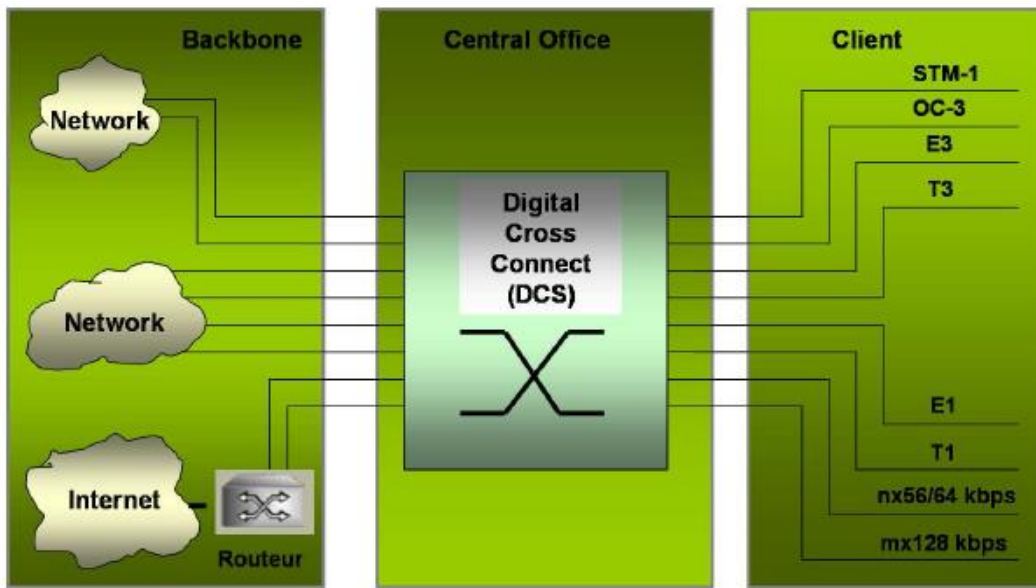 Backbone
Network
Network
Internet
Routeur
Central Office
Digital
Cross
Connect
(DCS)
Client
STM-1
OC-3
E3
T3
E1
T1
nx56/64 kbps
mx128 kbps